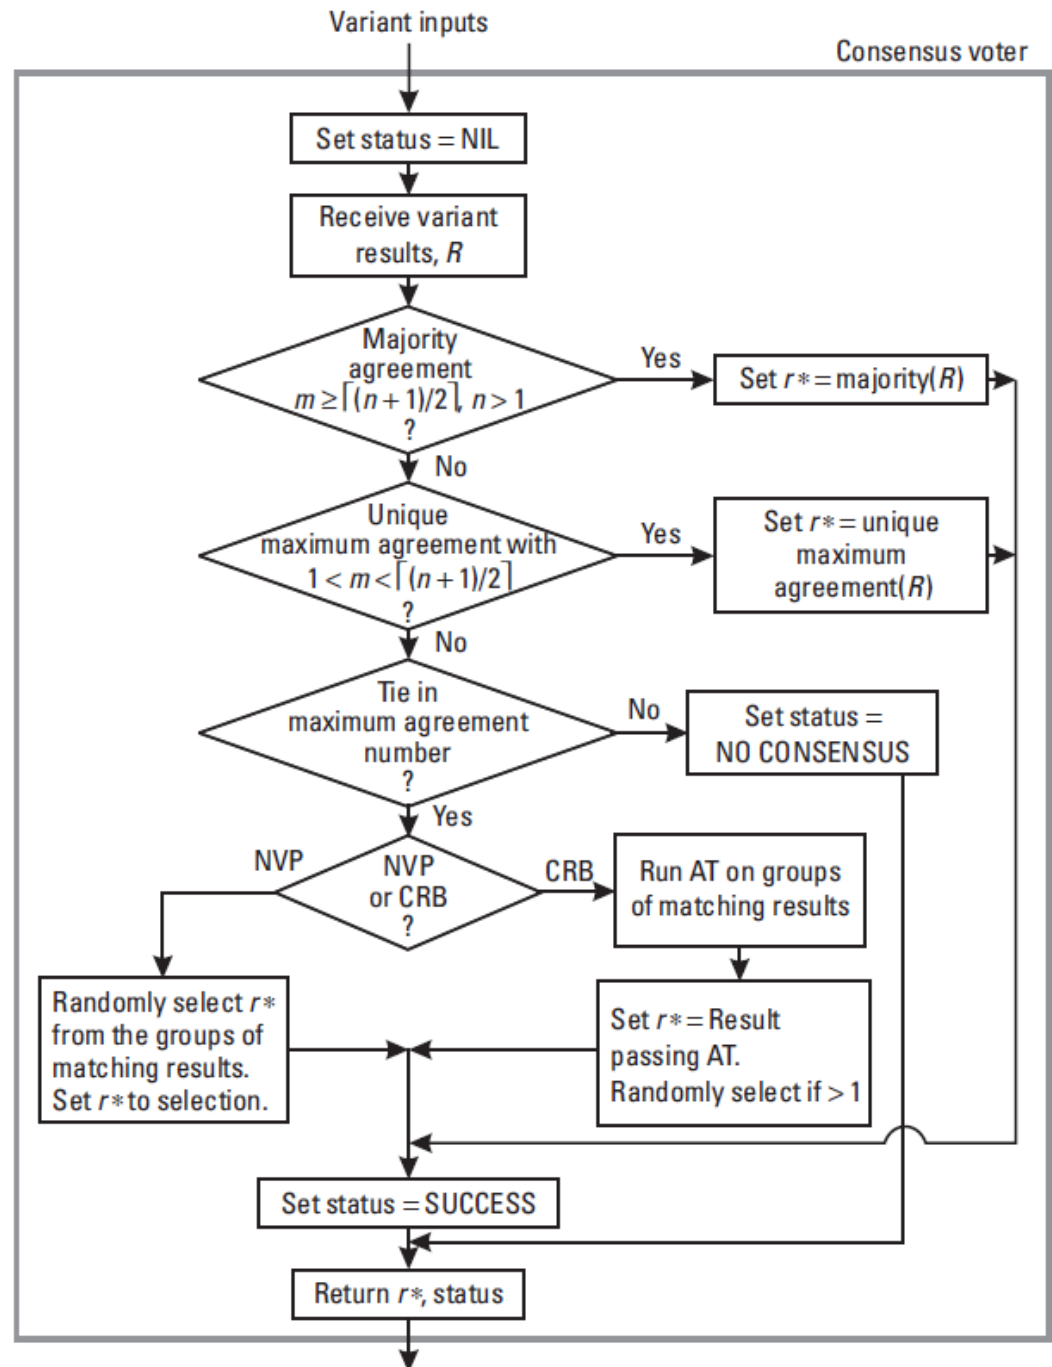 Variant inputs
Consensus voter
Set status = NIL
Receive variant
results, R
Majority
agreement
m ≥ ⌈(n + 1)/2⌉, n > 1
?
Yes
Set r* = majority(R)
No
Unique
maximum agreement with
1 < m < ⌈(n + 1)/2⌉
?
Yes
Set r* = unique
maximum
agreement(R)
No
Tie in
maximum agreement
number
?
No
Set status =
NO CONSENSUS
Yes
NVP
NVP
or CRB
?
CRB
Run AT on groups
of matching results
Randomly select r*
from the groups of
matching results.
Set r* to selection.
Set r* = Result
passing AT.
Randomly select if > 1
Set status = SUCCESS
Return r*, status